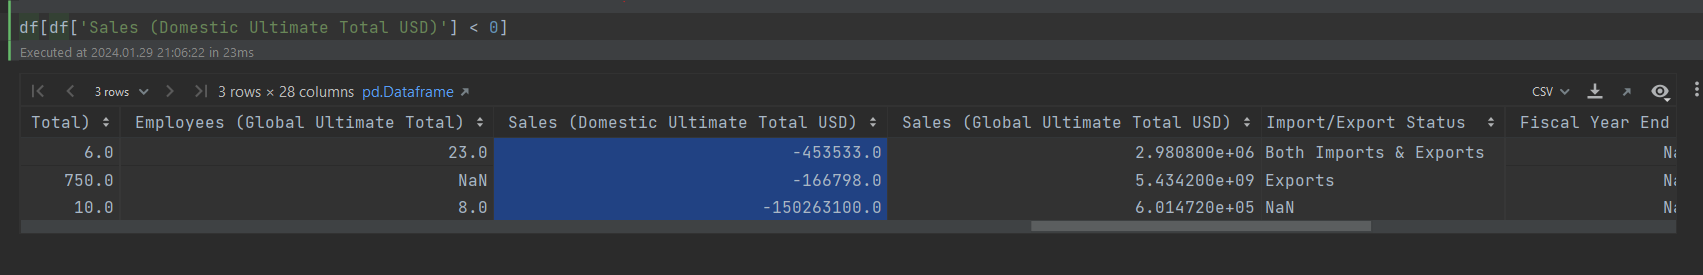 df[df['Sales (Domestic Ultimate Total USD)'] < 0]
Executed at 2024.01.29 21:06:22 in 23ms
3 rows 3 rows × 28 columns pd.Dataframe CSV
Total) Employees (Global Ultimate Total) Sales (Domestic Ultimate Total USD) Sales (Global Ultimate Total USD) Import/Export Status Fiscal Year End
6.0 23.0 -453533.0 2.980800e+06 Both Imports & Exports Na
750.0 NaN -166798.0 5.434200e+09 Exports Na
10.0 8.0 -150263100.0 6.014720e+05 NaN Na